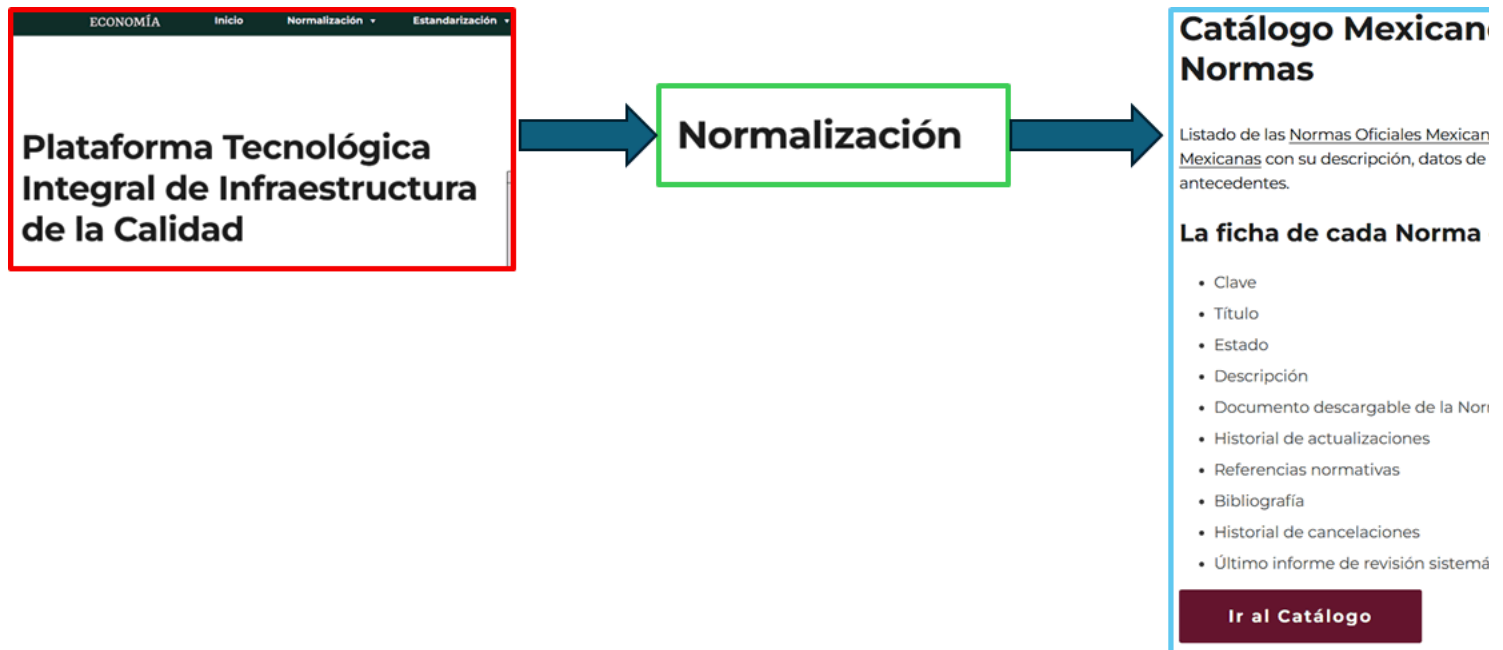 ECONOMÍA Inicio Normalización Estandarización
Plataforma Tecnológica
Integral de Infraestructura
de la Calidad
Normalización
Catálogo Mexican
Normas
Listado de las Normas Oficiales Mexican
Mexicanas con su descripción, datos de
antecedentes.
La ficha de cada Norma
• Clave
• Título
• Estado
• Descripción
• Documento descargable de la Nor
• Historial de actualizaciones
• Referencias normativas
• Bibliografía
• Historial de cancelaciones
• Último informe de revisión sistemá
Ir al Catálogo